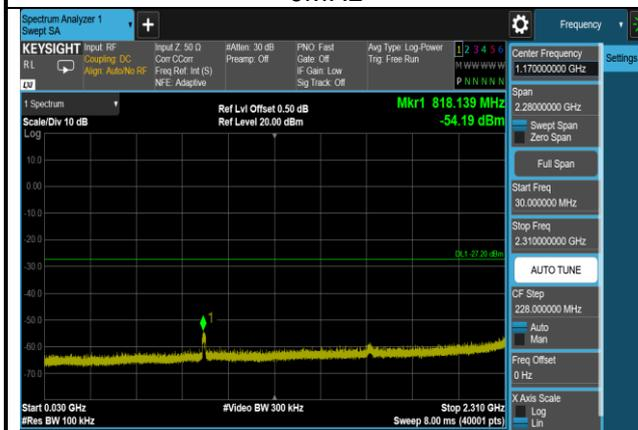 Spectrum Analyzer 1
Swept SA
+
Frequency
Settings
KEYSIGHT
RL
LXI
Input: RF
Coupling: DC
Align: Auto/No RF
Input Z: 50 Ω
Corr CCorr
Freq Ref: Int (S)
NFE: Adaptive
#Atten: 30 dB
Preamp: Off
PNO: Fast
Gate: Off
IF Gain: Low
Sig Track: Off
Avg Type: Log-Power
Trig: Free Run
1 2 3 4 5 6
M W W W W W
P N N N N N
1 Spectrum
Scale/Div 10 dB
Ref Lvl Offset 0.50 dB
Ref Level 20.00 dBm
Mkr1 818.139 MHz
-54.19 dBm
Log
10.0
0.00
-10.0
-20.0
-30.0
-40.0
-50.0
-60.0
-70.0
DL1 -27.20 dBm
1
Start 0.030 GHz
#Res BW 100 kHz
#Video BW 300 kHz
Stop 2.310 GHz
Sweep 8.00 ms (40001 pts)
Center Frequency
1.170000000 GHz
Span
2.28000000 GHz
Swept Span
Zero Span
Full Span
Start Freq
30.000000 MHz
Stop Freq
2.310000000 GHz
AUTO TUNE
CF Step
228.000000 MHz
Auto
Man
Freq Offset
0 Hz
X Axis Scale
Log
Lin